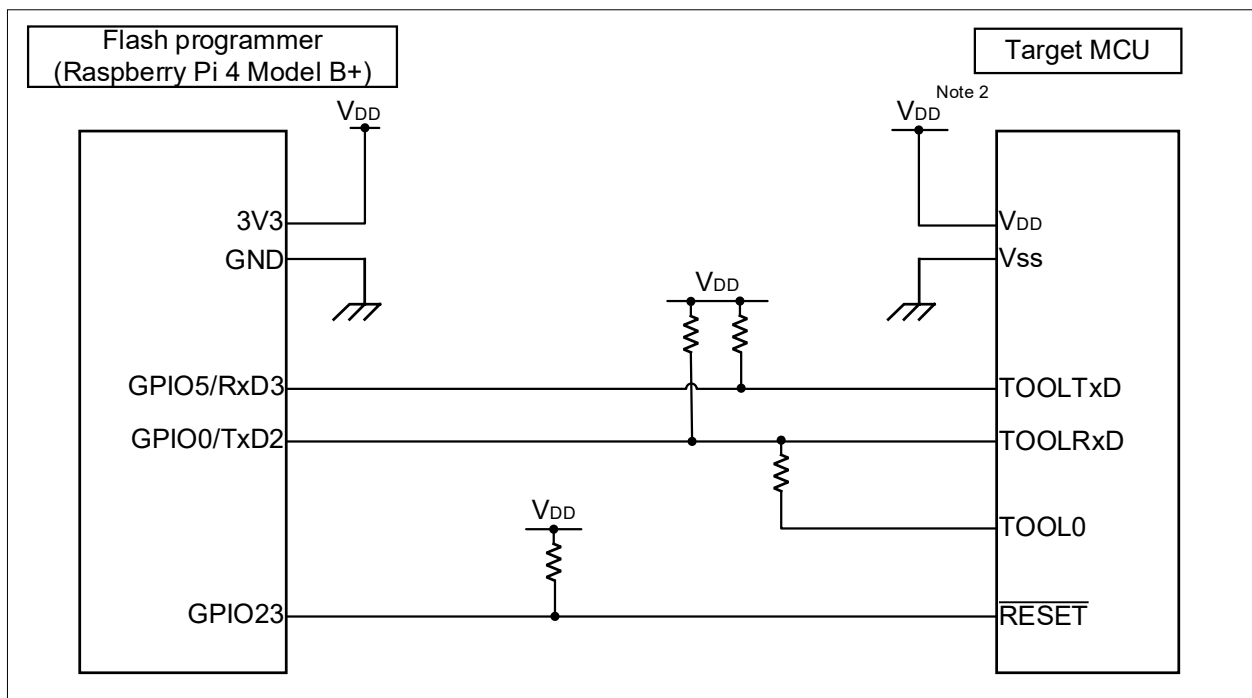 Flash programmer
(Raspberry Pi 4 Model B+)
Target MCU
VDD
VDD Note 2
3V3
GND
VDD
Vss
VDD
GPIO5/RxD3
TOOLTxD
GPIO0/TxD2
TOOLRxD
VDD
TOOL0
GPIO23
RESET